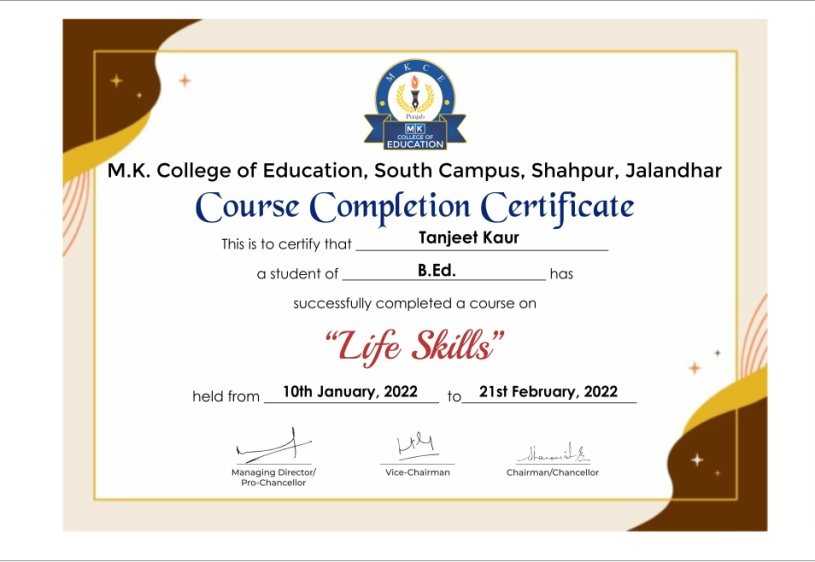 M K C E
Punjab
MK
COLLEGE OF
EDUCATION
M.K. College of Education, South Campus, Shahpur, Jalandhar
Course Completion Certificate
This is to certify that Tanjeet Kaur
a student of B.Ed. has
successfully completed a course on
“Life Skills”
held from 10th January, 2022 to 21st February, 2022
Managing Director/ Vice-Chairman Chairman/Chancellor
Pro-Chancellor